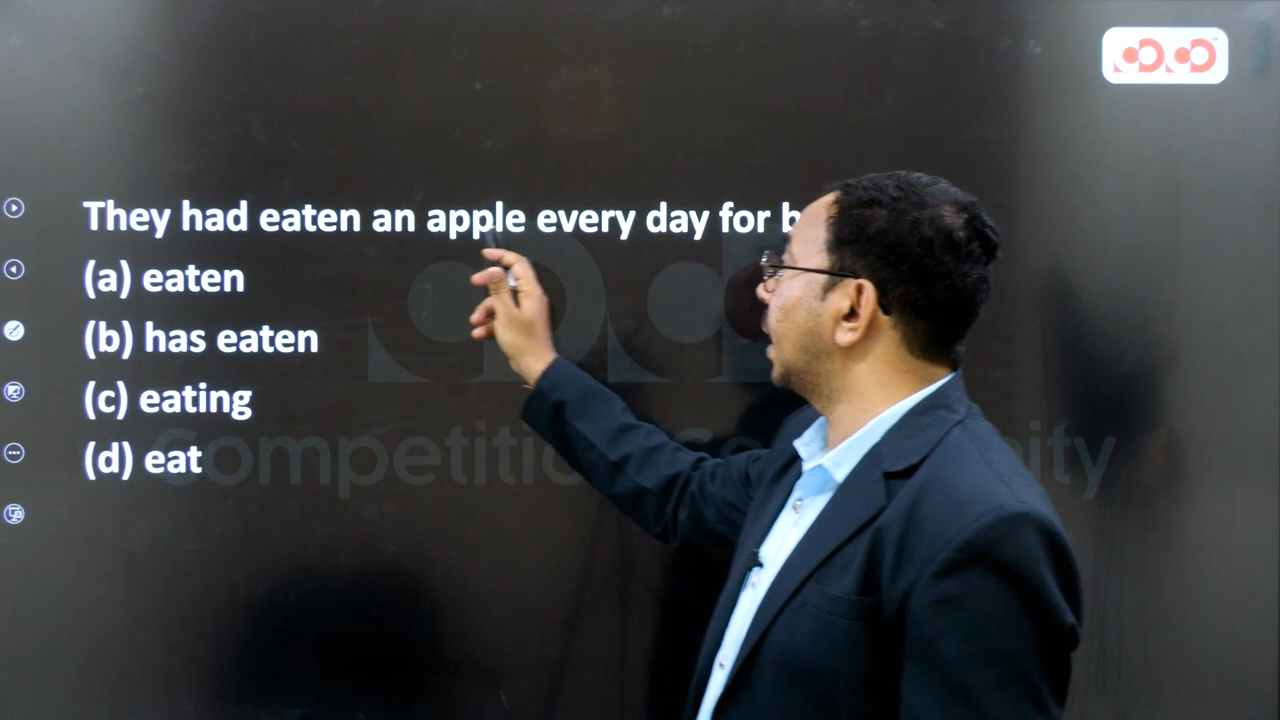 They had eaten an apple every day for b
(a) eaten
(b) has eaten
(c) eating
(d) eat